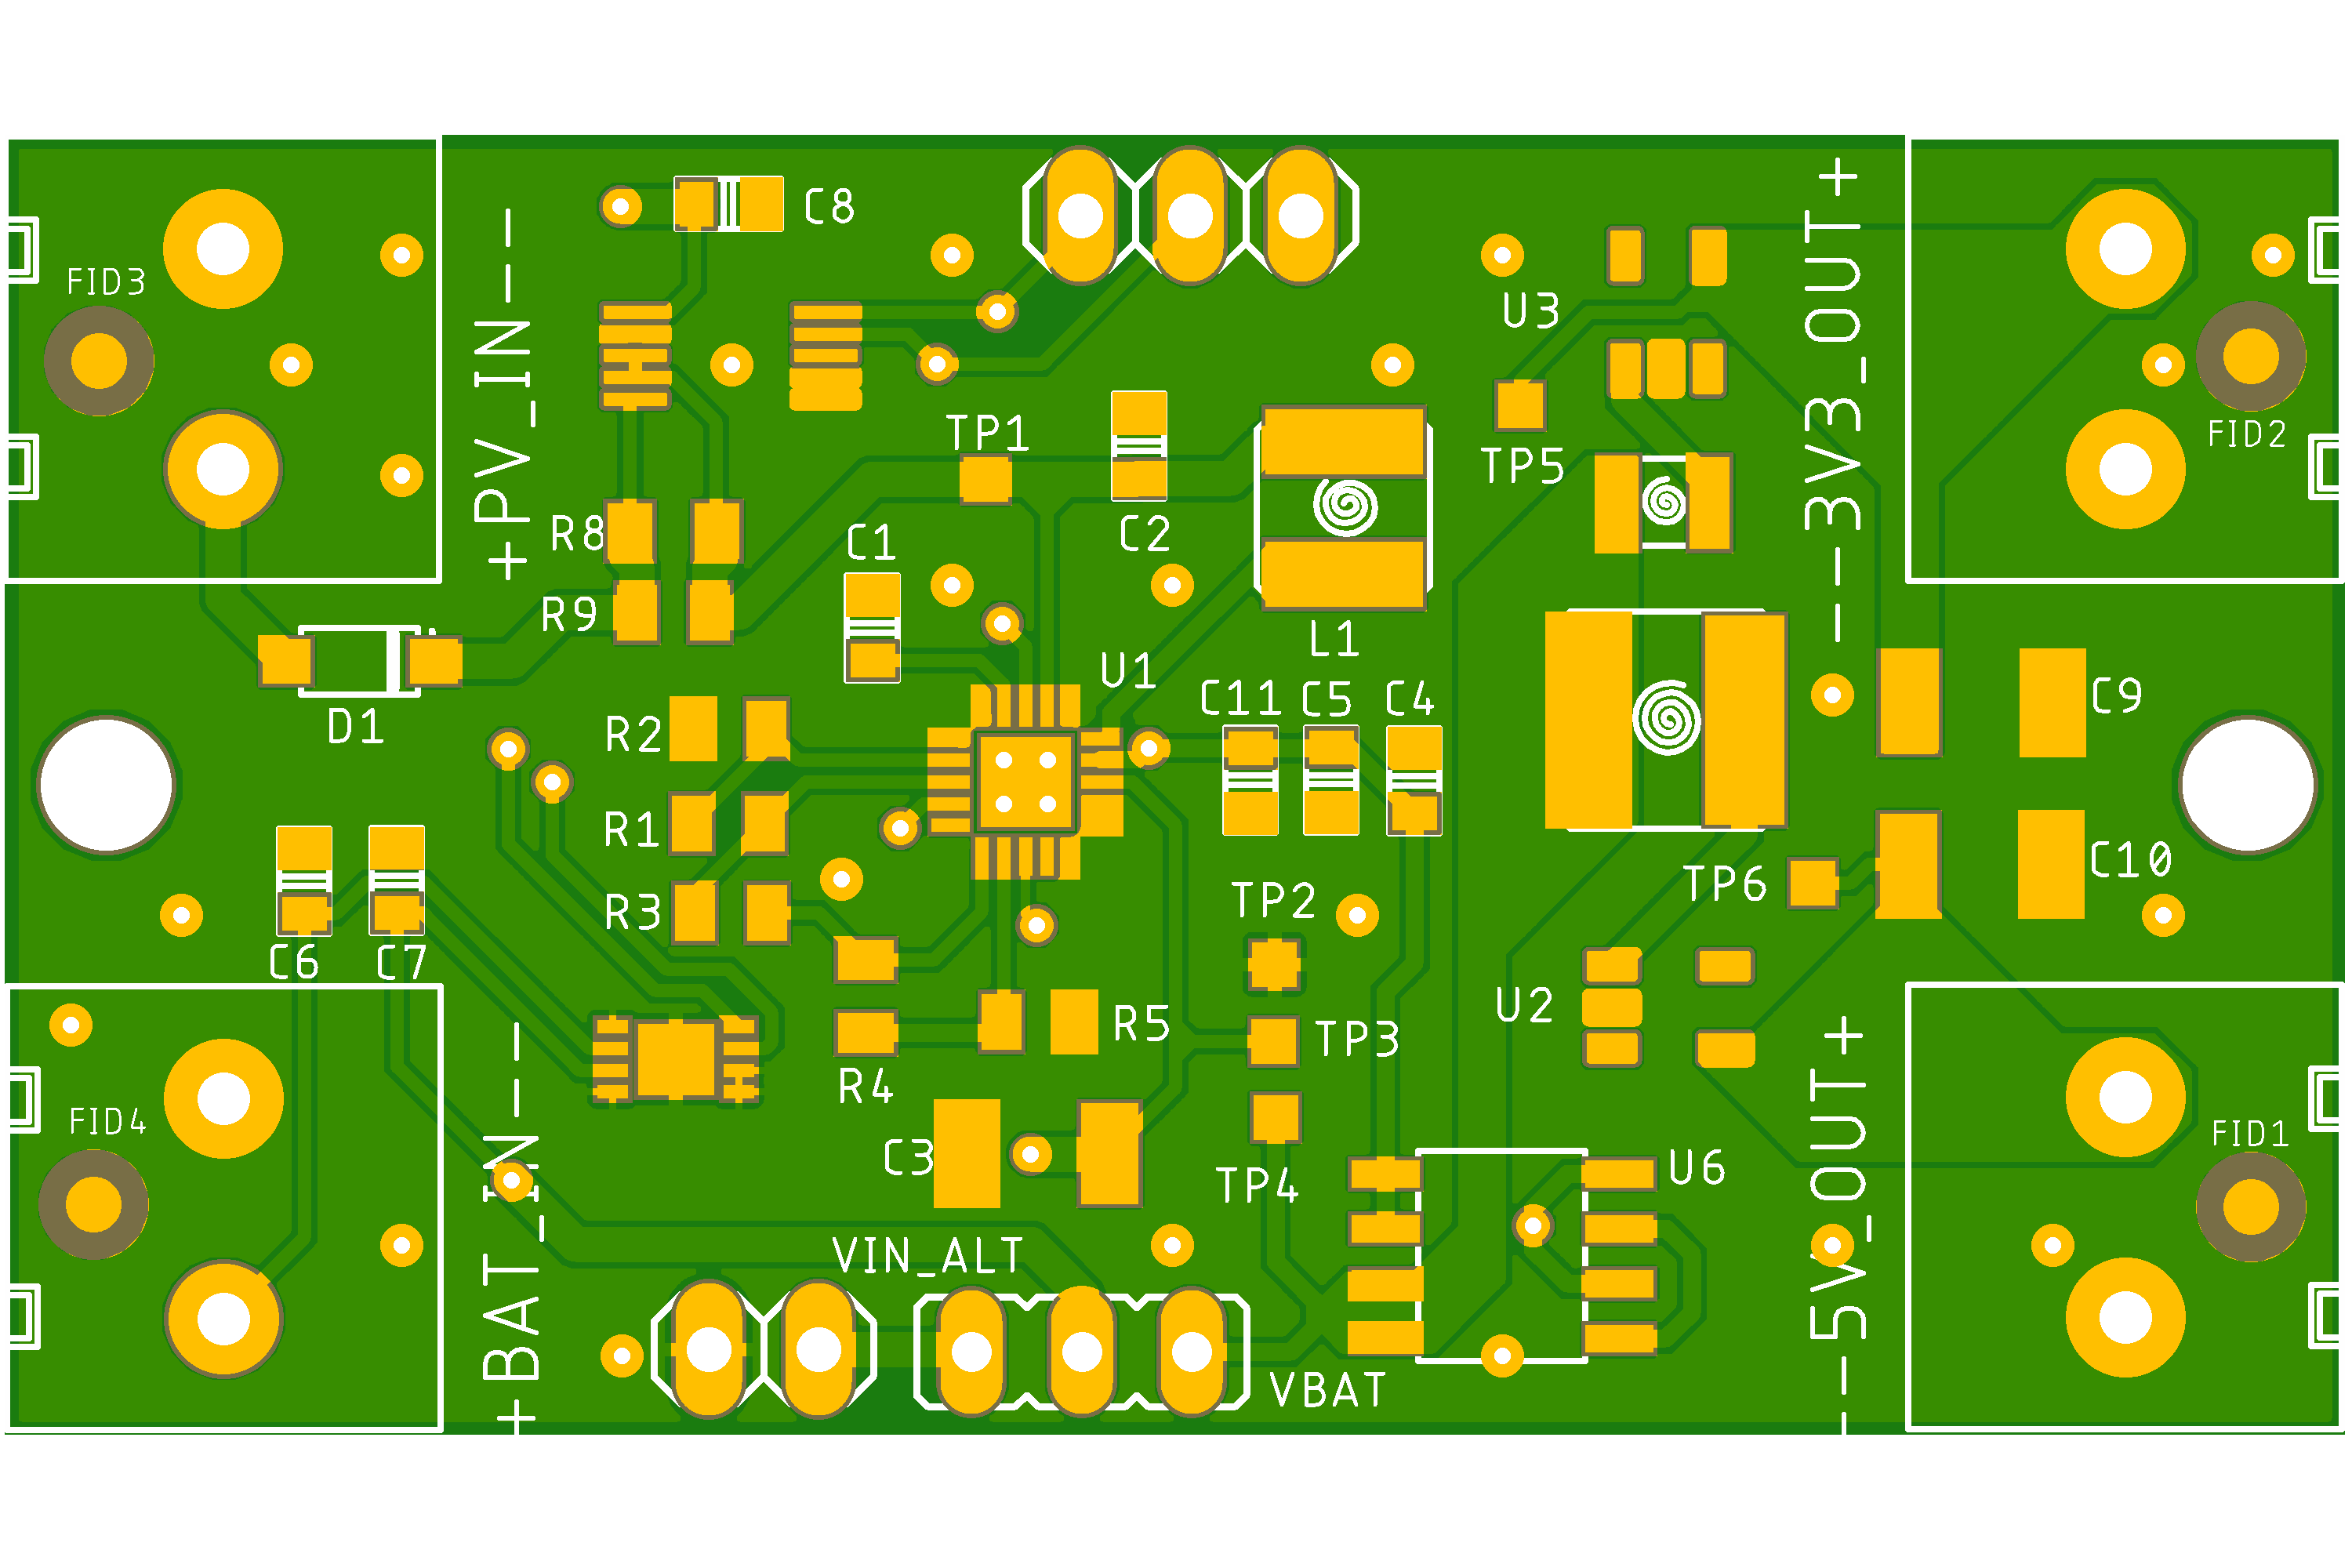 C8
FID3
+PV_IN--
U3
--3V3_OUT+
FID2
TP1
TP5
R8
C1
C2
R9
L1
U1
D1
R2
C11
C5
C4
C9
R1
TP6
C10
R3
TP2
C6
C7
U2
R5
TP3
R4
FID4
FID1
C3
+BAT_IN--
TP4
U6
--5V_OUT+
VIN_ALT
VBAT